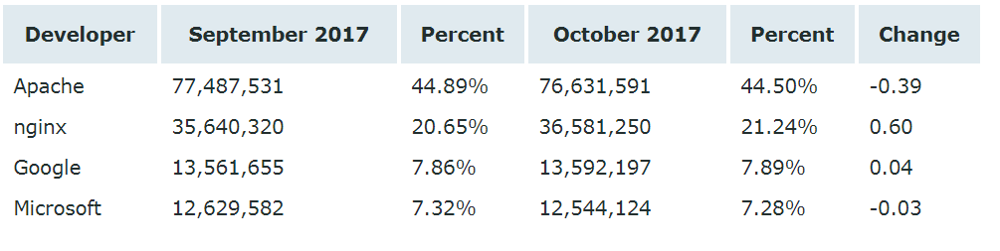 Developer September 2017 Percent October 2017 Percent Change
Apache 77,487,531 44.89% 76,631,591 44.50% -0.39
nginx 35,640,320 20.65% 36,581,250 21.24% 0.60
Google 13,561,655 7.86% 13,592,197 7.89% 0.04
Microsoft 12,629,582 7.32% 12,544,124 7.28% -0.03